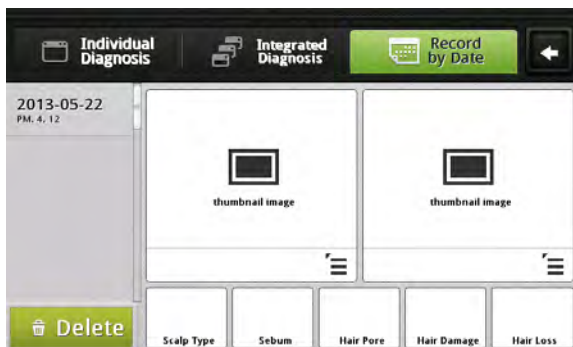 Individual
Diagnosis
Integrated
Diagnosis
Record
by Date
2013-05-22
PM. 4. 12
thumbnail image
thumbnail image
Delete
Scalp Type
Sebum
Hair Pore
Hair Damage
Hair Loss